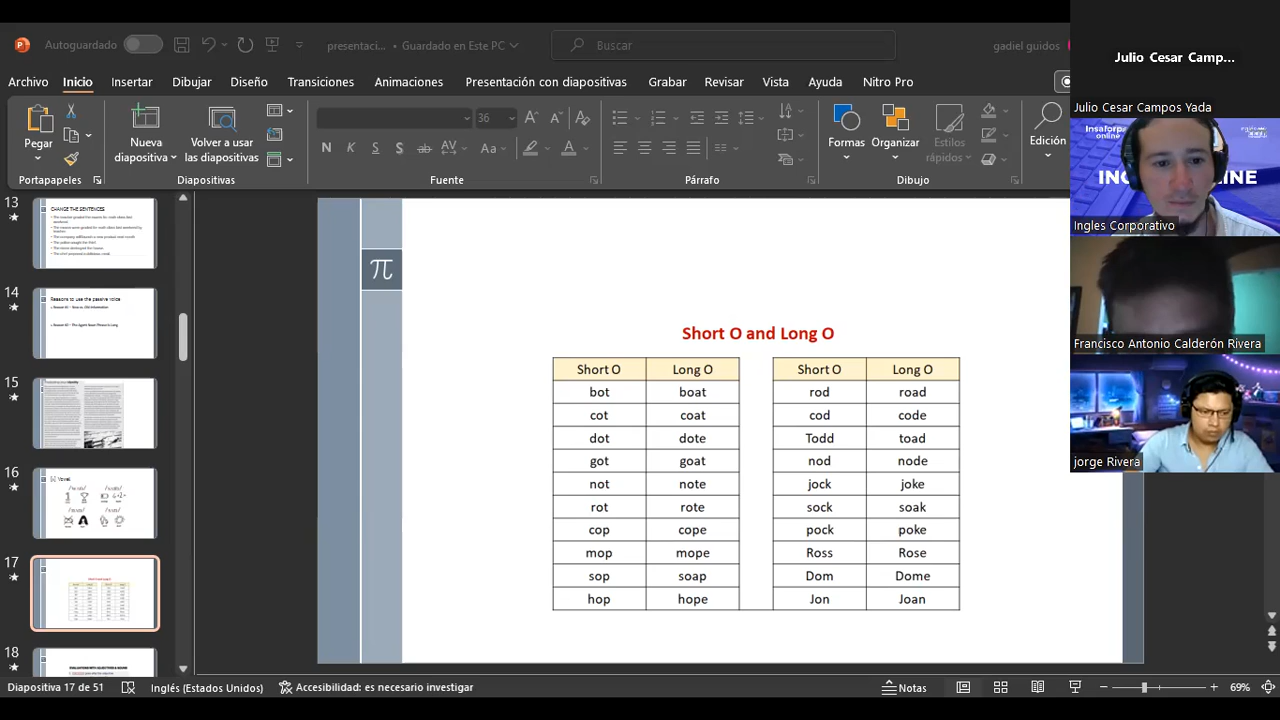 Autoguardado
presentaci... • Guardado en Este PC
Buscar
gadiel guidos
Julio Cesar Camp...
Archivo Inicio Insertar Dibujar Diseño Transiciones Animaciones Presentación con diapositivas Grabar Revisar Vista Ayuda Nitro Pro
Julio Cesar Campos Yada
36
Pegar
Nueva diapositiva
Volver a usar las diapositivas
N K S S ab AV Aa A
Formas
Organizar
Estilos rápidos
Edición
Portapapeles
Diapositivas
Fuente
Párrafo
Dibujo
Ingles Corporativo
Francisco Antonio Calderón Rivera
jorge Rivera
13
CHANGE THE SENTENCES
14
Reasons to use the passive voice
15
16
Vowel
17
18
π
Short O and Long O
Short O Long O Short O Long O
bot boat rod road
cot coat cod code
dot dote Todd toad
got goat nod node
not note jock joke
rot rote sock soak
cop cope pock poke
mop mope Ross Rose
sop soap Dom Dome
hop hope Jon Joan
Diapositiva 17 de 51
Inglés (Estados Unidos)
Accesibilidad: es necesario investigar
Notas
69%